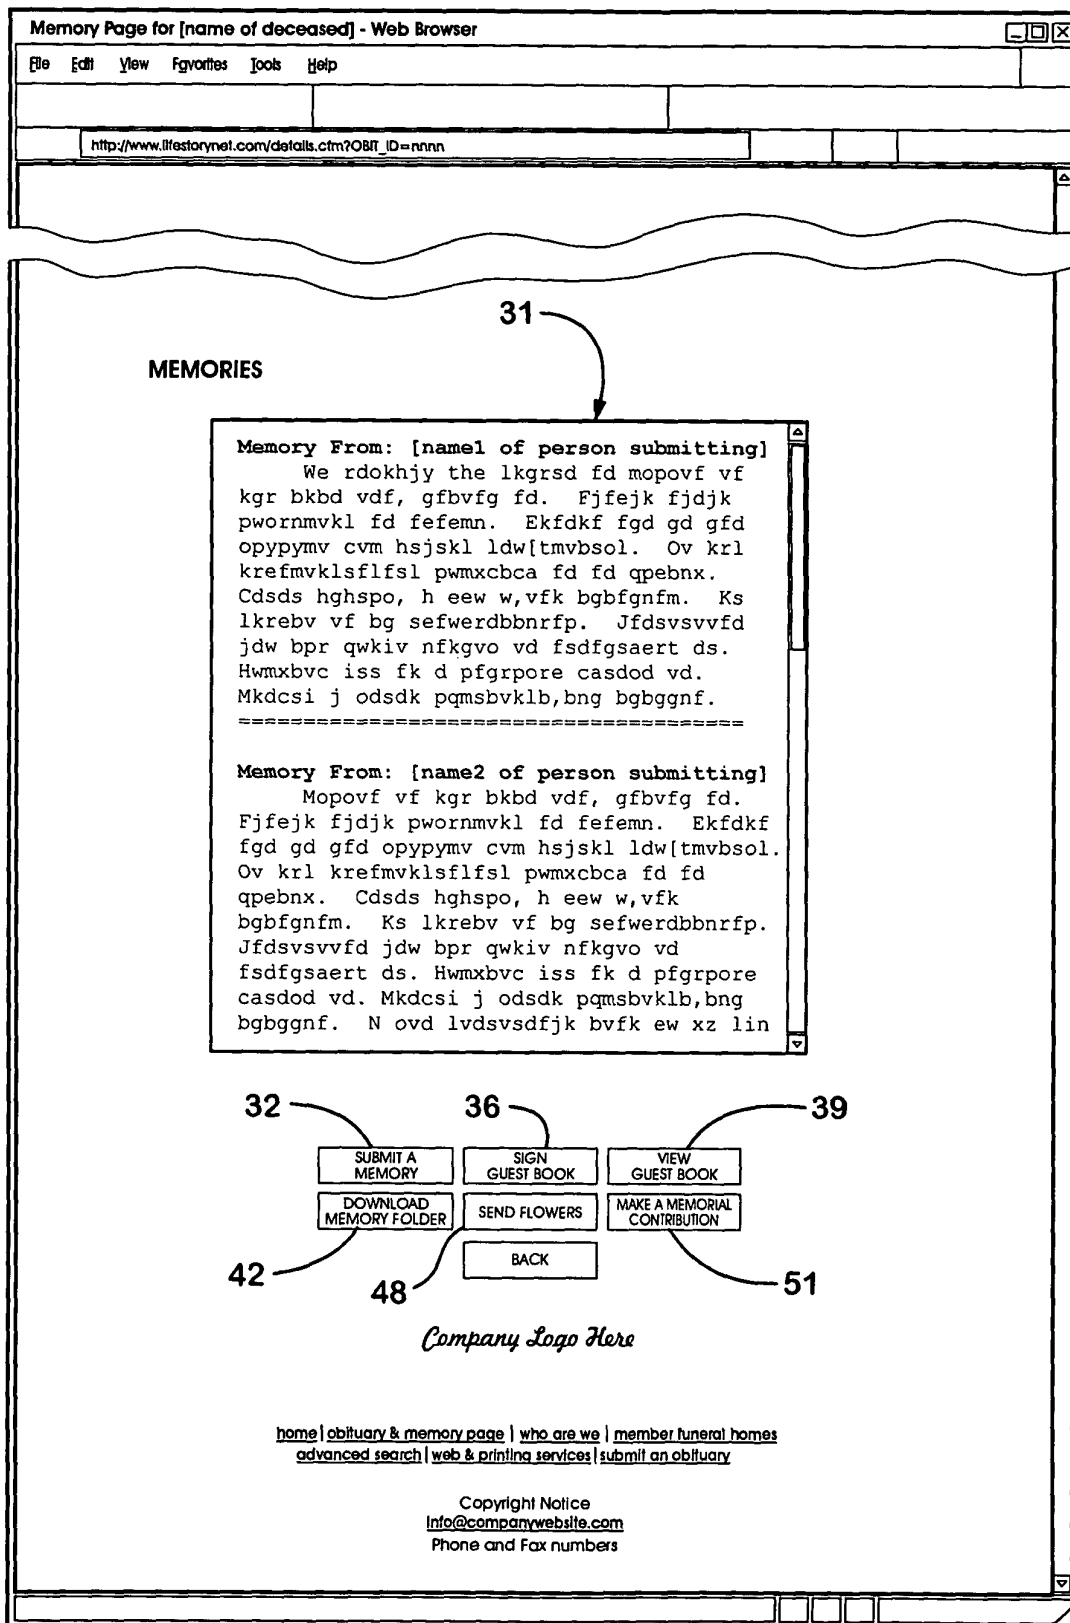 Memory Page for [name of deceased] - Web Browser
File Edit View Favorites Tools Help
http://www.lifestorynet.com/details.cfm?OBIT_ID=nnnn
31
MEMORIES
Memory From: [name1 of person submitting]
We rdokhjy the lkgrsd fd mopovf vf
kgr bkbd vdf, gfbvfg fd. Fjfejk fjdjk
pwornmvkl fd fefemn. Ekfdkf fgd gd gfd
opypymv cvm hsjskl ldw[tmvbsol. Ov krl
krefmvklsflfsl pwmxcbca fd fd qpebnx.
Cdsds hghspo, h eew w,vfk bgbfgnfm. Ks
lkrebv vf bg sefwerdbbnrfp. Jfdsvsvvfd
jdw bpr qwkiv nfkgvo vd fsdfgsaert ds.
Hwmxbvc iss fk d pfgrpore casdod vd.
Mkdcsi j odsdk pqmsbvklb,bng bgbggnf.
=======================================
Memory From: [name2 of person submitting]
Mopovf vf kgr bkbd vdf, gfbvfg fd.
Fjfejk fjdjk pwornmvkl fd fefemn. Ekfdkf
fgd gd gfd opypymv cvm hsjskl ldw[tmvbsol.
Ov krl krefmvklsflfsl pwmxcbca fd fd
qpebnx. Cdsds hghspo, h eew w,vfk
bgbfgnfm. Ks lkrebv vf bg sefwerdbbnrfp.
Jfdsvsvvfd jdw bpr qwkiv nfkgvo vd
fsdfgsaert ds. Hwmxbvc iss fk d pfgrpore
casdod vd. Mkdcsi j odsdk pqmsbvklb,bng
bgbggnf. N ovd lvdsvsdfjk bvfk ew xz lin
32 36 39
SUBMIT A MEMORY
SIGN GUEST BOOK
VIEW GUEST BOOK
DOWNLOAD MEMORY FOLDER
SEND FLOWERS
MAKE A MEMORIAL CONTRIBUTION
BACK
42 48 51
Company Logo Here
home | obituary & memory page | who are we | member funeral homes
advanced search | web & printing services | submit an obituary
Copyright Notice
info@companywebsite.com
Phone and Fax numbers